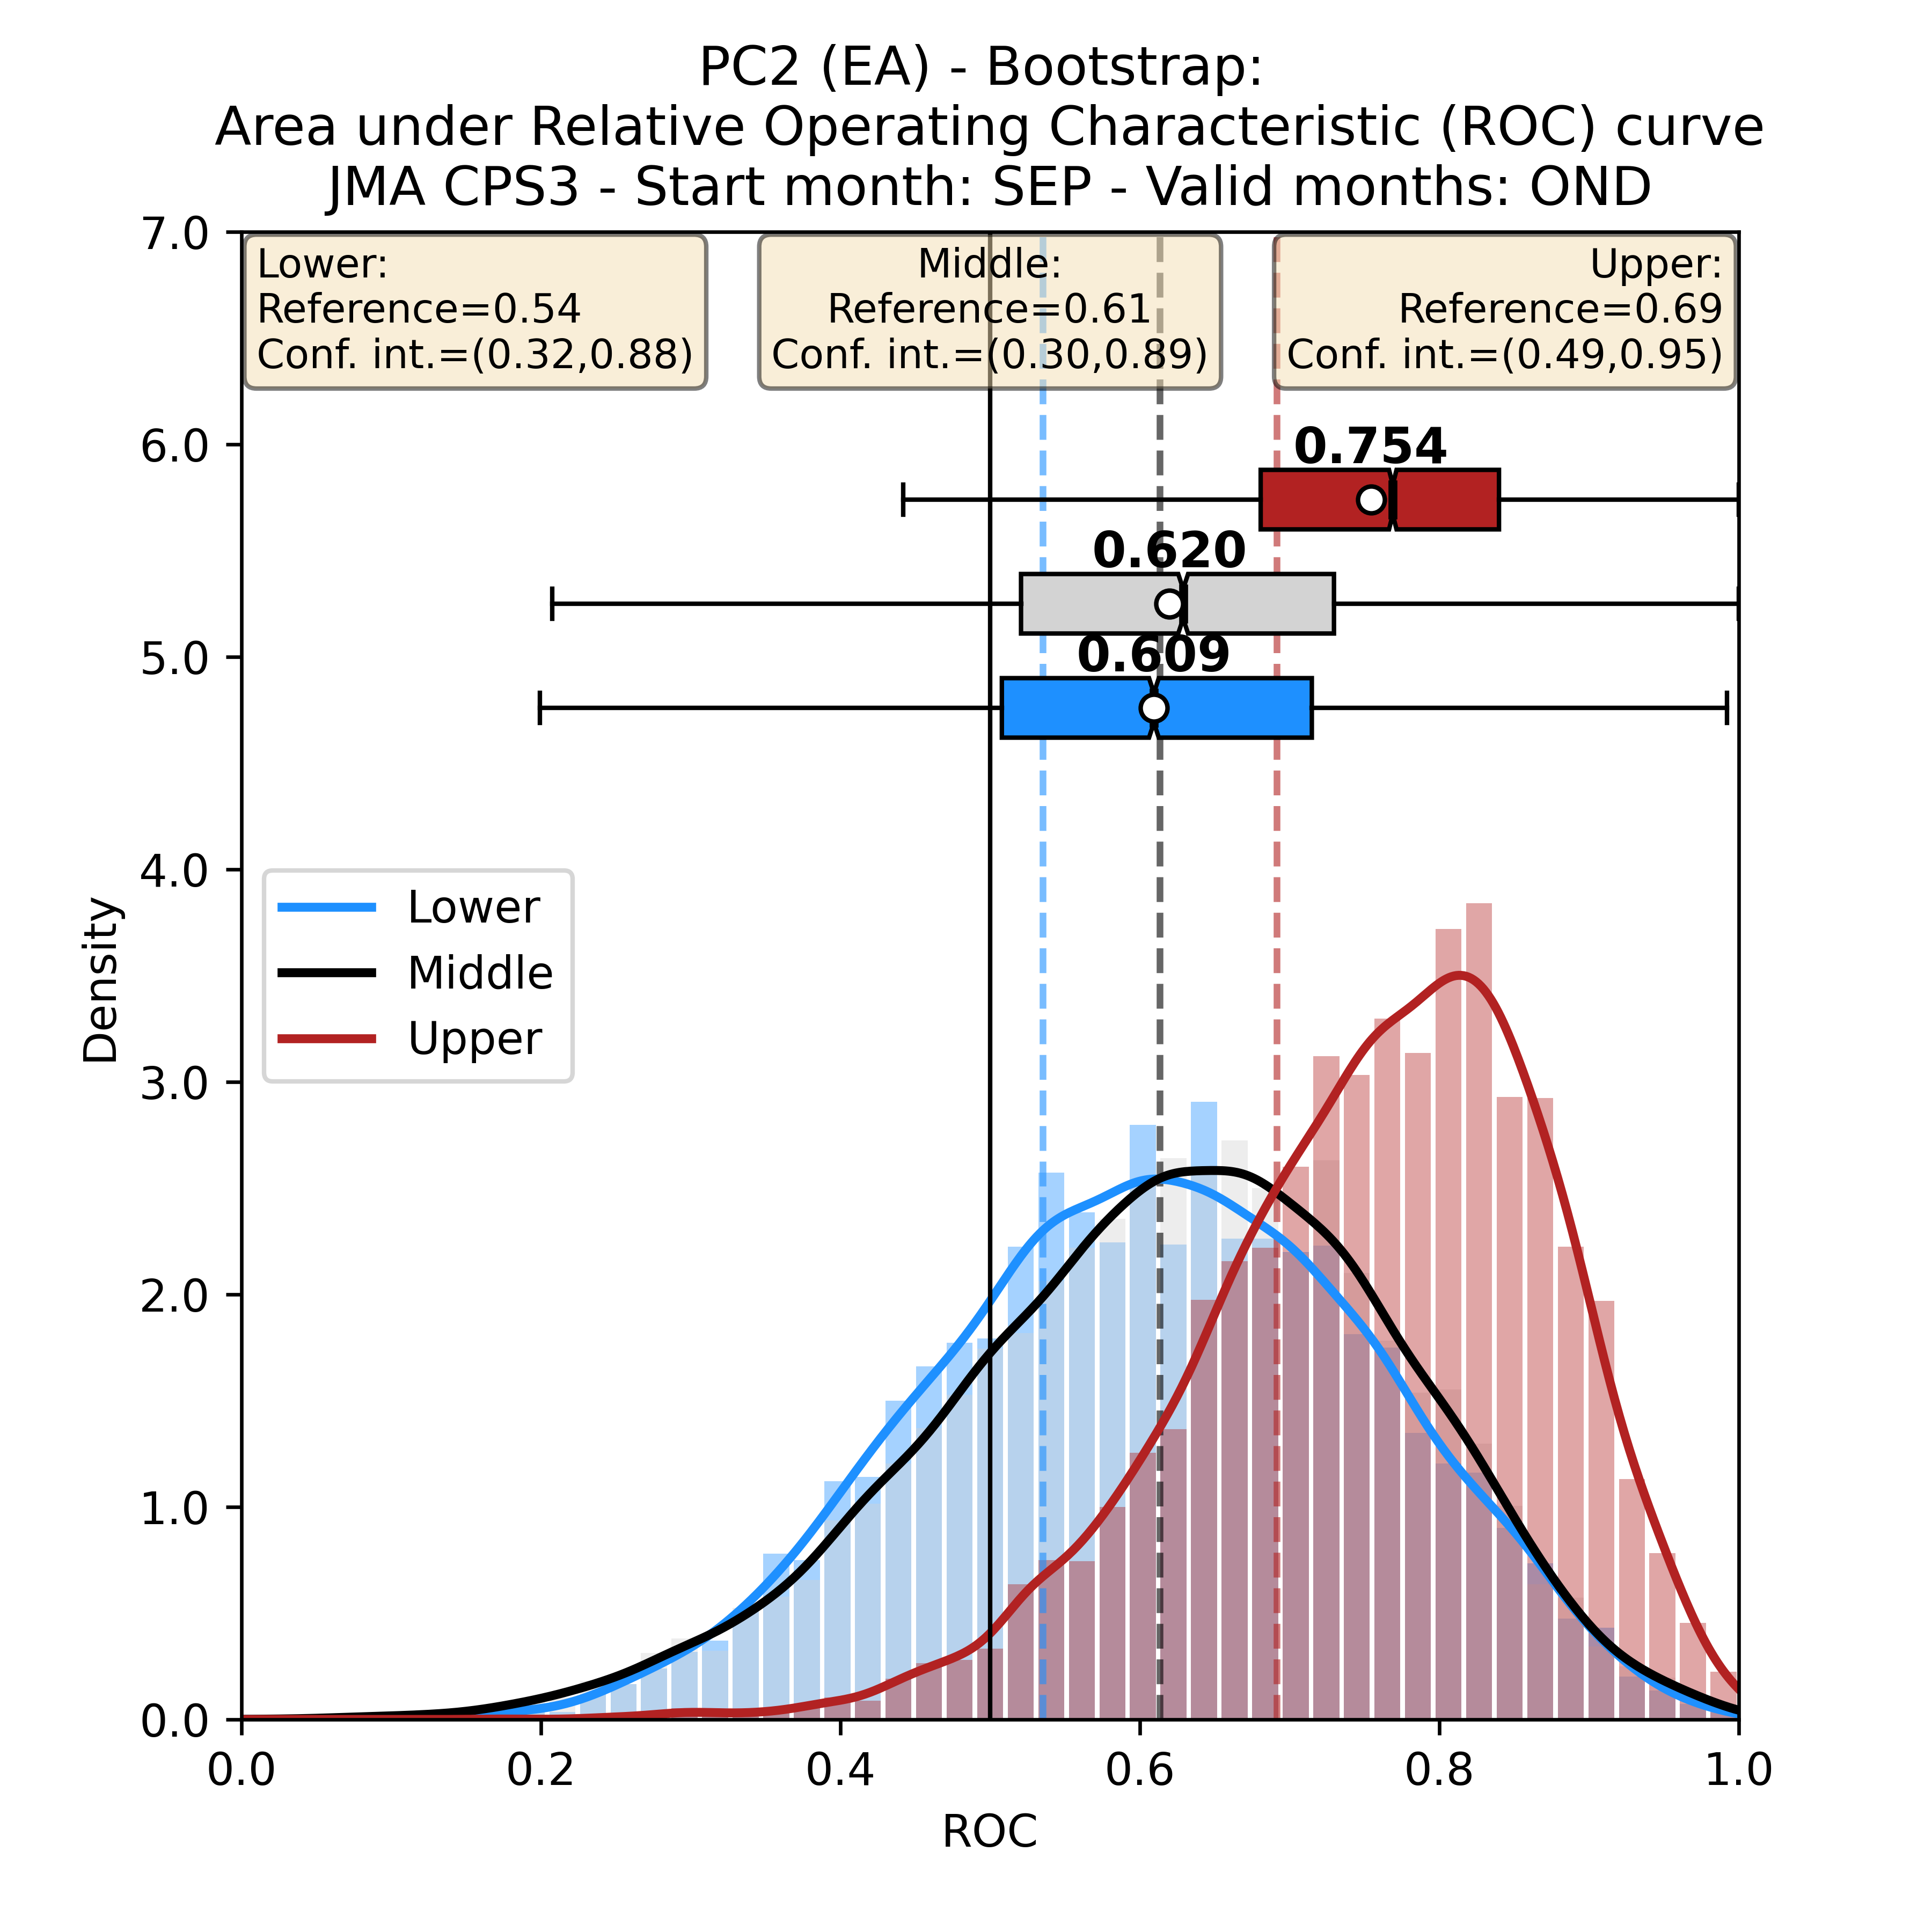 PC2 (EA) - Bootstrap:
Area under Relative Operating Characteristic (ROC) curve
JMA CPS3 - Start month: SEP - Valid months: OND
Lower:
Reference=0.54
Conf. int.=(0.32,0.88)
Middle:
Reference=0.61
Conf. int.=(0.30,0.89)
Upper:
Reference=0.69
Conf. int.=(0.49,0.95)
0.754
0.620
0.609
Lower
Middle
Upper
Density
7.0
6.0
5.0
4.0
3.0
2.0
1.0
0.0
0.0
0.2
0.4
0.6
0.8
1.0
ROC